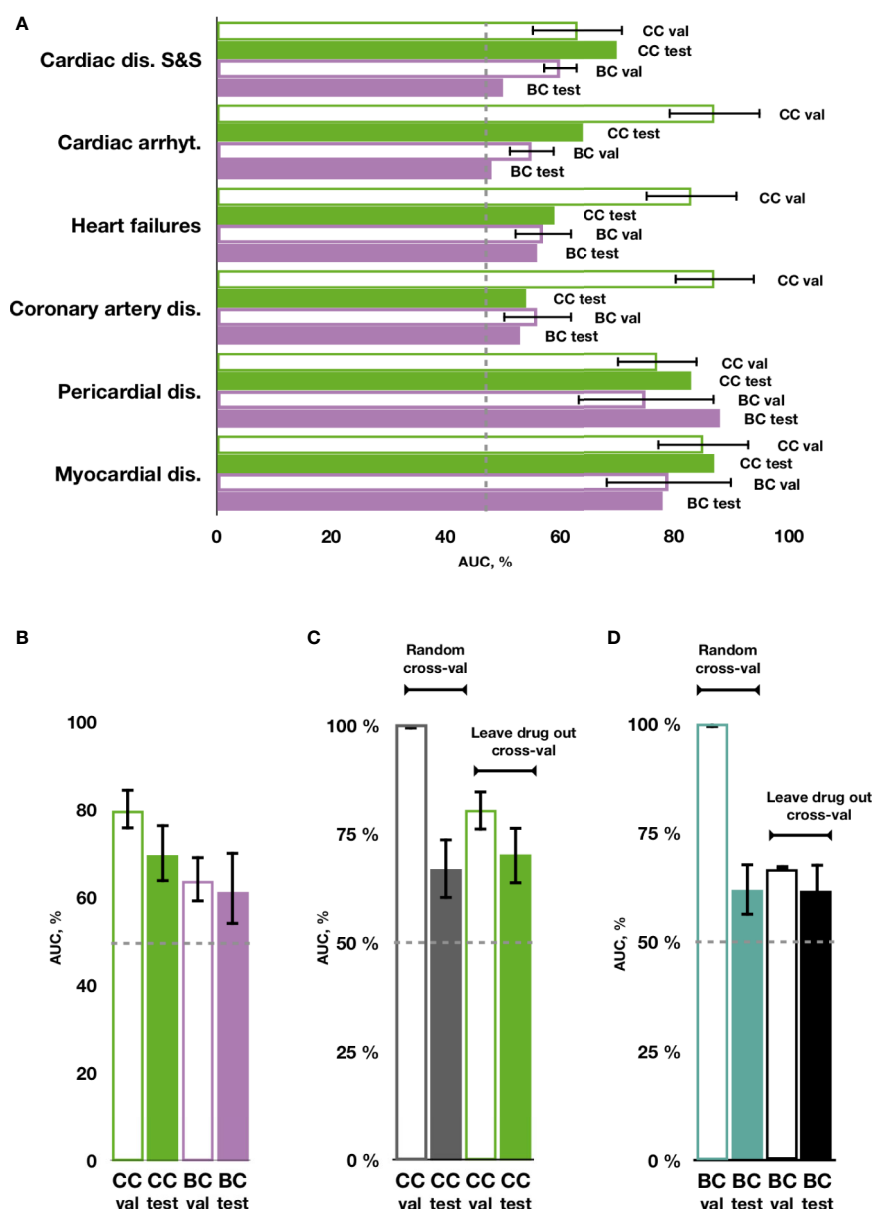 A
Cardiac dis. S&S
CC val
CC test
BC val
BC test
Cardiac arrhyt.
CC val
CC test
BC val
BC test
Heart failures
CC val
CC test
BC val
BC test
Coronary artery dis.
CC val
CC test
BC val
BC test
Pericardial dis.
CC val
CC test
BC val
BC test
Myocardial dis.
CC val
CC test
BC val
BC test
0 20 40 60 80 100
AUC, %
B
100
80
60
40
20
0
AUC, %
CC CC BC BC
val test val test
C
Random
cross-val
Leave drug out
cross-val
100 %
75 %
50 %
25 %
0 %
AUC, %
CC CC CC CC
val test val test
D
Random
cross-val
Leave drug out
cross-val
100 %
75 %
50 %
25 %
0 %
AUC, %
BC BC BC BC
val test val test